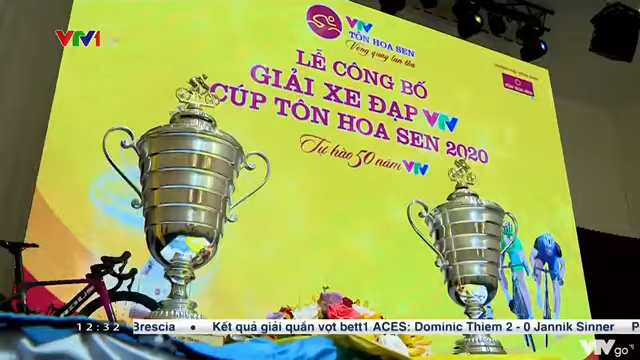 VTV1
VTV
TÔN HOA SEN
Vòng quay lan tỏa
LỄ CÔNG BỐ
GIẢI XE ĐẠP VTV
CÚP TÔN HOA SEN 2020
Tự hào 50 năm VTV
12:32 Brescia • Kết quả giải quần vợt bett1 ACES: Dominic Thiem 2 - 0 Jannik Sinner • P
VTVgo